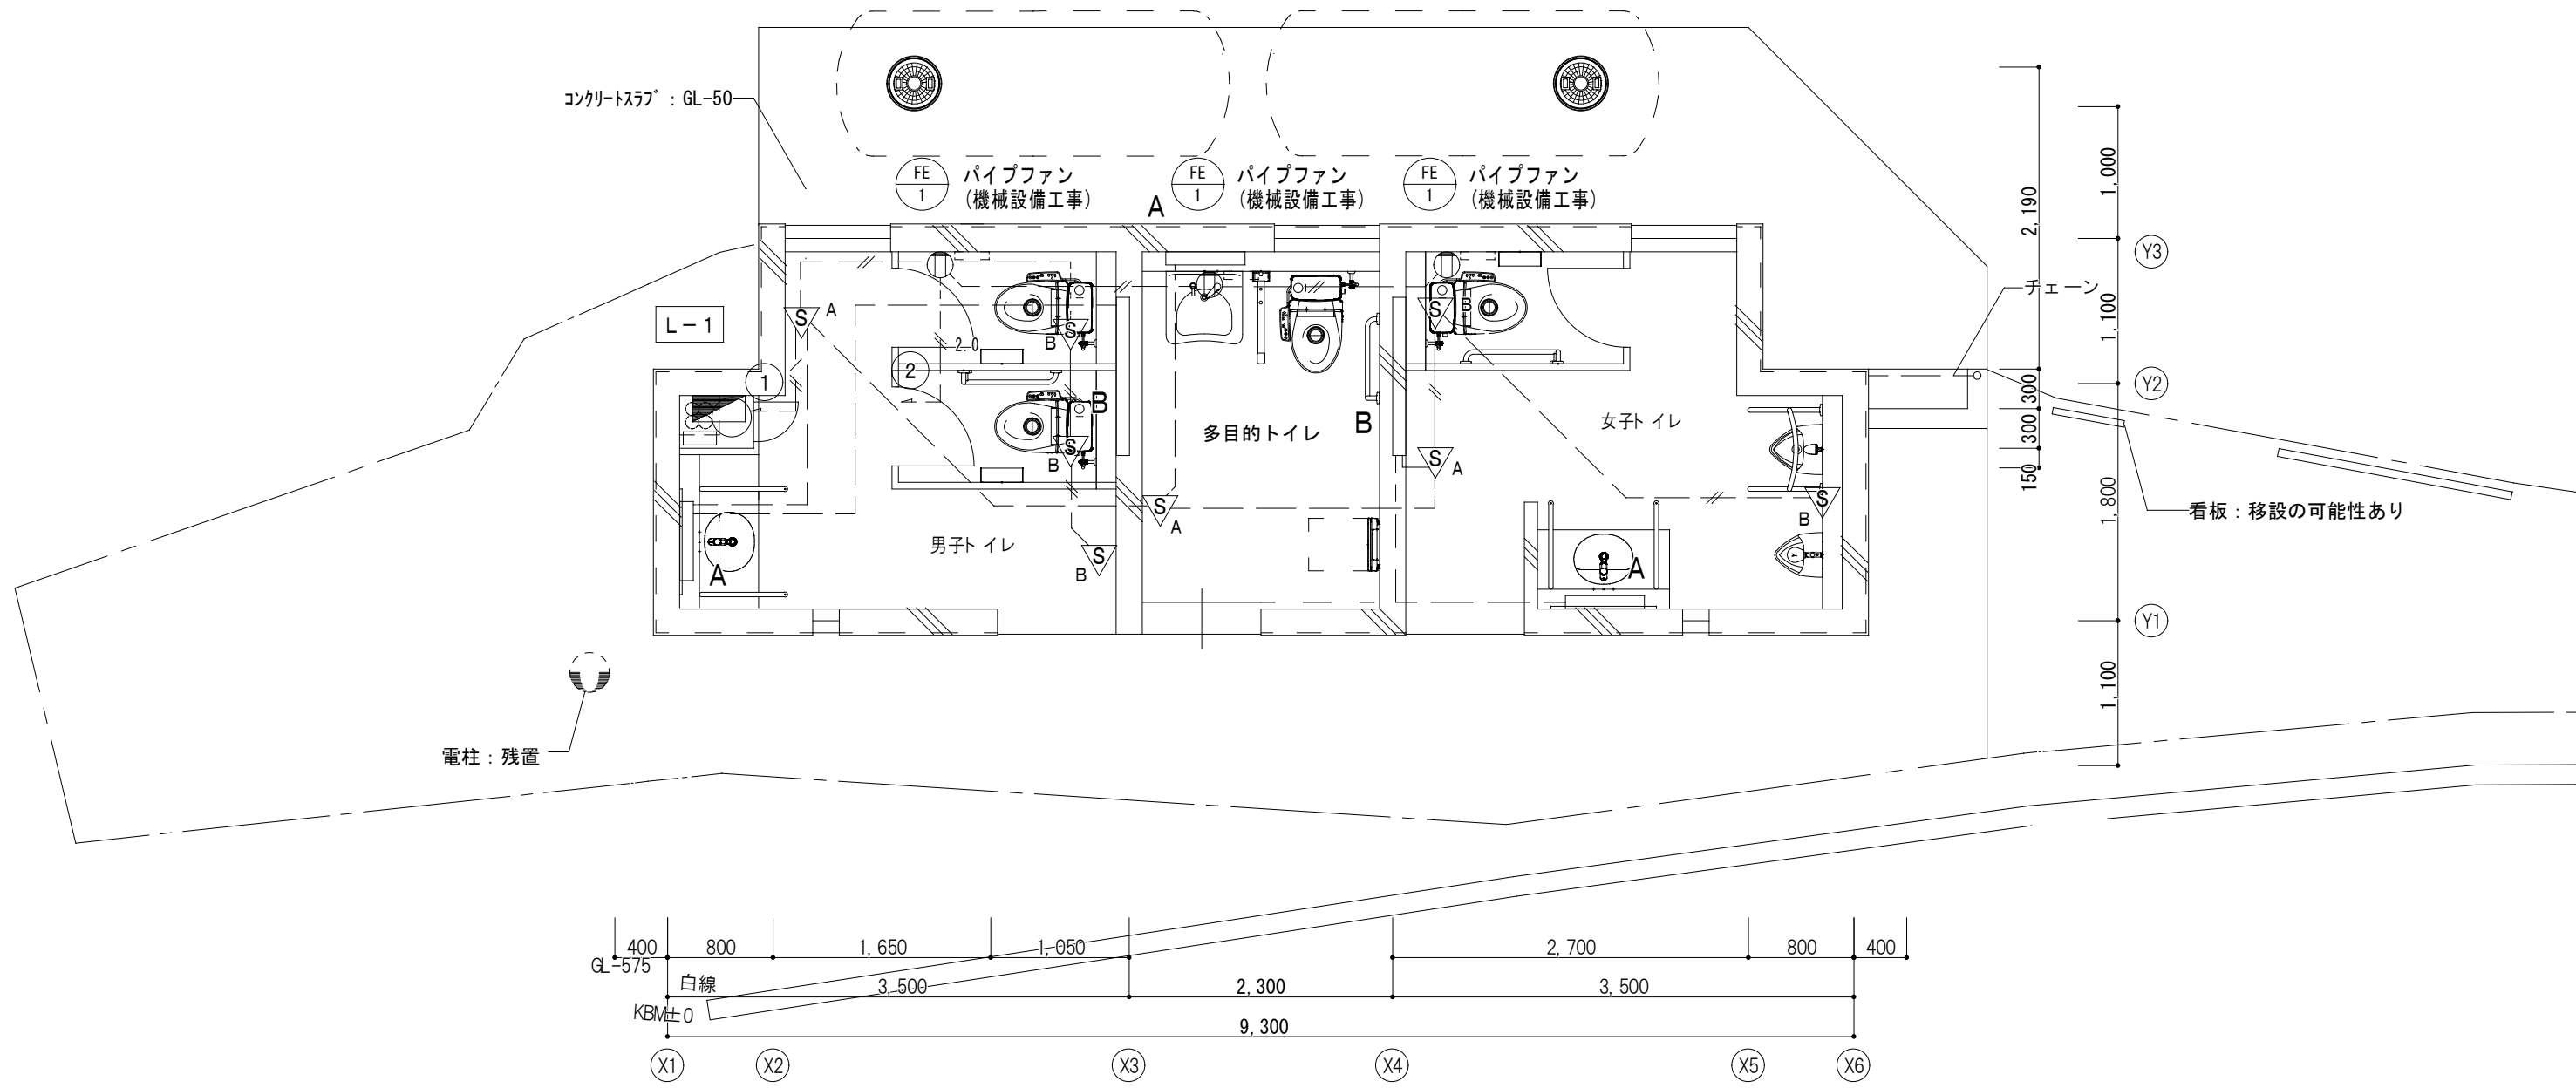 コンクリートスラブ：GL-50
FE
1
パイプファン
(機械設備工事)
FE
1
パイプファン
(機械設備工事)
FE
1
パイプファン
(機械設備工事)
A
L-1
S
A
S
B
S
B
S
B
S
A
S
B
S
A
S
B
1
2
2.0
B
B
A
A
多目的トイレ
男子トイレ
女子トイレ
チェーン
看板：移設の可能性あり
電柱：残置
2,190
300
300
150
1,000
1,100
1,800
1,100
Y3
Y2
Y1
400
800
1,650
1,050
2,700
800
400
GL-575
白線
3,500
2,300
3,500
KBM±0
9,300
X1
X2
X3
X4
X5
X6